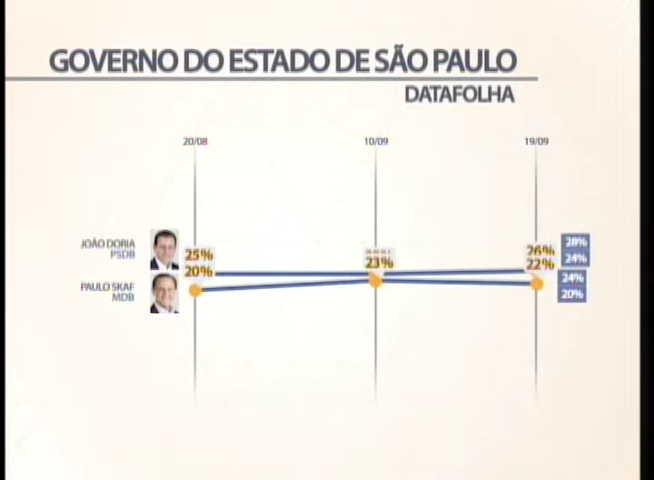 GOVERNO DO ESTADO DE SÃO PAULO
DATAFOLHA
20/08 10/09 19/09
JOÃO DORIA
PSDB
25%
26%
28%
24%
PAULO SKAF
MDB
20%
23%
22%
24%
20%